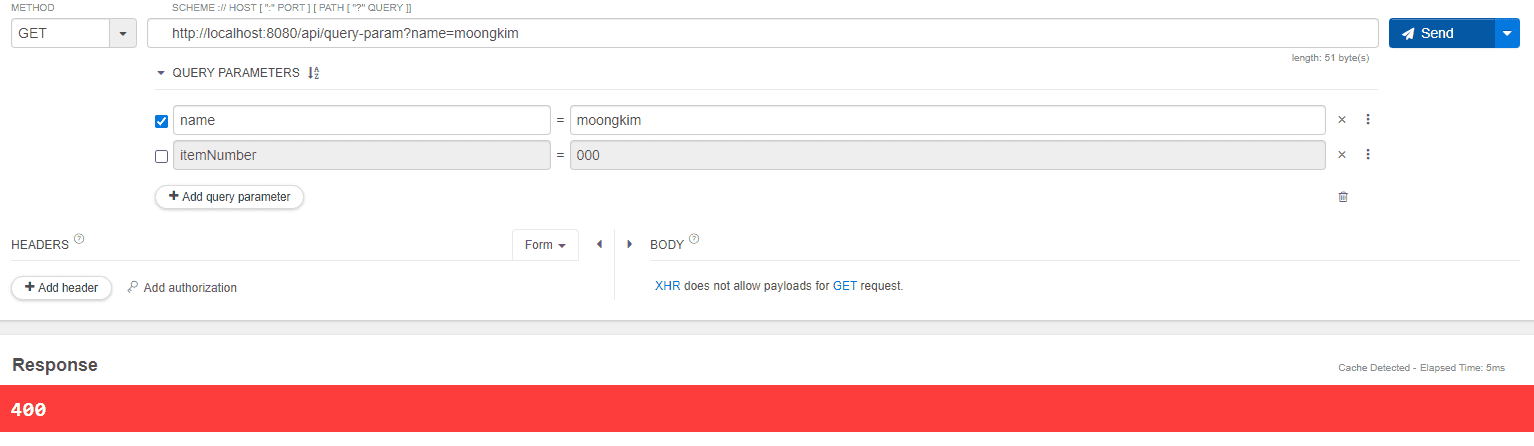 METHOD
SCHEME :// HOST [ ":" PORT ] [ PATH [ "?" QUERY ]]
GET
http://localhost:8080/api/query-param?name=moongkim
Send
length: 51 byte(s)
QUERY PARAMETERS
name = moongkim
itemNumber = 000
+ Add query parameter
HEADERS ? Form BODY ?
+ Add header Add authorization
XHR does not allow payloads for GET request.
Response
Cache Detected - Elapsed Time: 5ms
400